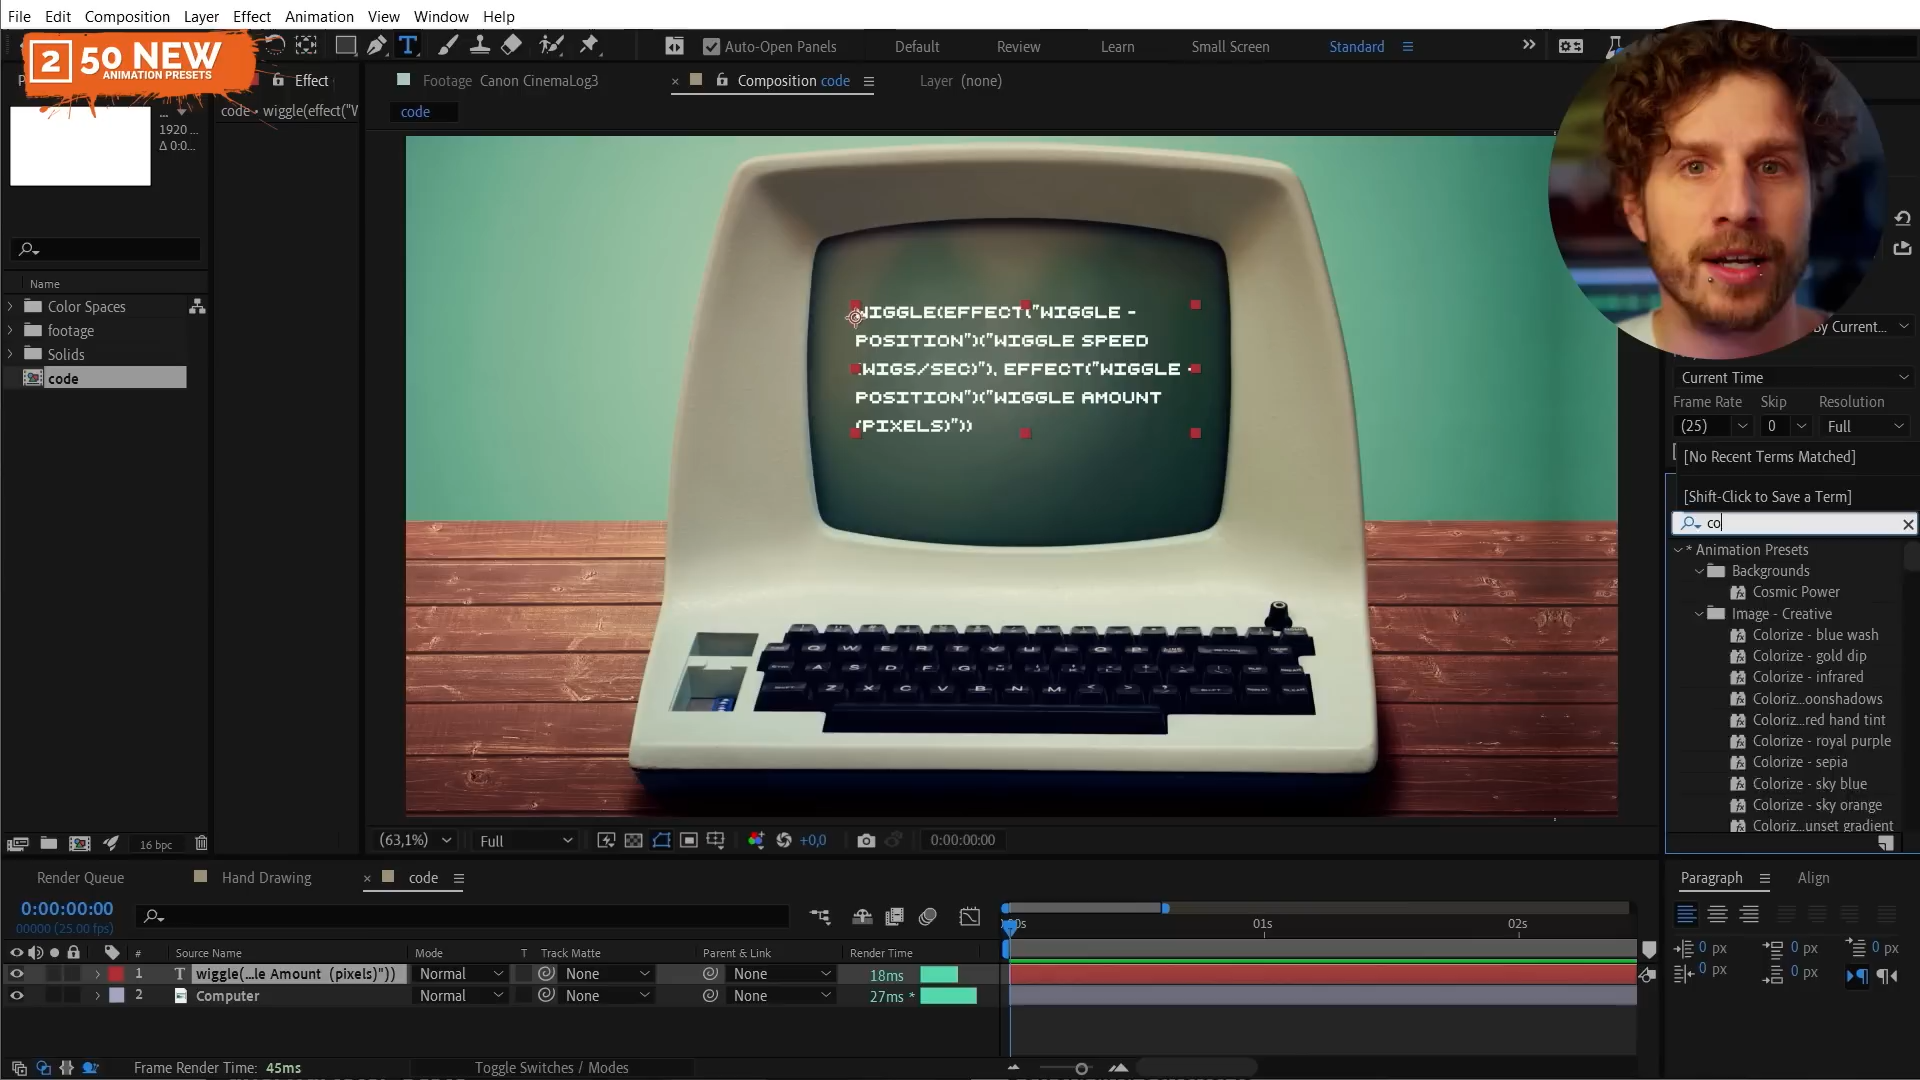 File Edit Composition Layer Effect Animation View Window Help
2 50 NEW
ANIMATION PRESETS
Auto-Open Panels
Default
Review
Learn
Small Screen
Standard
Effect
Footage Canon CinemaLog3
Composition code
Layer (none)
code • wiggle(effect("W
code
...
1920 ...
Δ 0:0...
Name
Color Spaces
footage
Solids
code
WIGGLE(EFFECT("WIGGLE -
POSITION")("WIGGLE SPEED
(WIGS/SEC)"), EFFECT("WIGGLE -
POSITION")("WIGGLE AMOUNT
(PIXELS)"))
Q W E R T Y U I O P
A S D F G
Z X C V B N M < > ?
By Current...
Current Time
Frame Rate Skip Resolution
(25) 0 Full
[No Recent Terms Matched]
[Shift-Click to Save a Term]
co
* Animation Presets
Backgrounds
Cosmic Power
Image - Creative
Colorize - blue wash
Colorize - gold dip
Colorize - infrared
Coloriz...oonshadows
Coloriz...red hand tint
Colorize - royal purple
Colorize - sepia
Colorize - sky blue
Colorize - sky orange
Coloriz...unset gradient
16 bpc
(63,1%)
Full
+0,0
0:00:00:00
Render Queue
Hand Drawing
code
0:00:00:00
00000 (25.00 fps)
:00s 01s 02s
# Source Name Mode T Track Matte Parent & Link Render Time
1 T wiggle(...le Amount (pixels)")) Normal None None 18ms
2 Computer Normal None None 27ms *
Frame Render Time: 45ms
Toggle Switches / Modes
Paragraph
Align
0 px 0 px 0 px
0 px 0 px